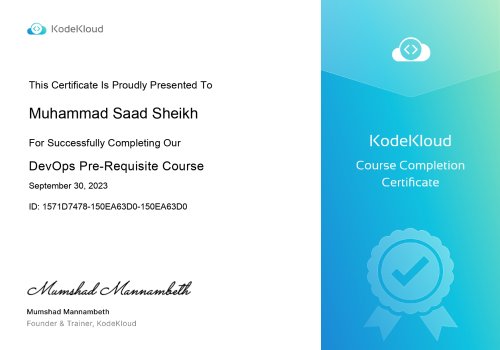 KodeKloud
This Certificate Is Proudly Presented To
Muhammad Saad Sheikh
For Successfully Completing Our
DevOps Pre-Requisite Course
September 30, 2023
ID: 1571D7478-150EA63D0-150EA63D0
Mumshad Mannambeth
Mumshad Mannambeth
Founder & Trainer, KodeKloud
KodeKloud
Course Completion
Certificate